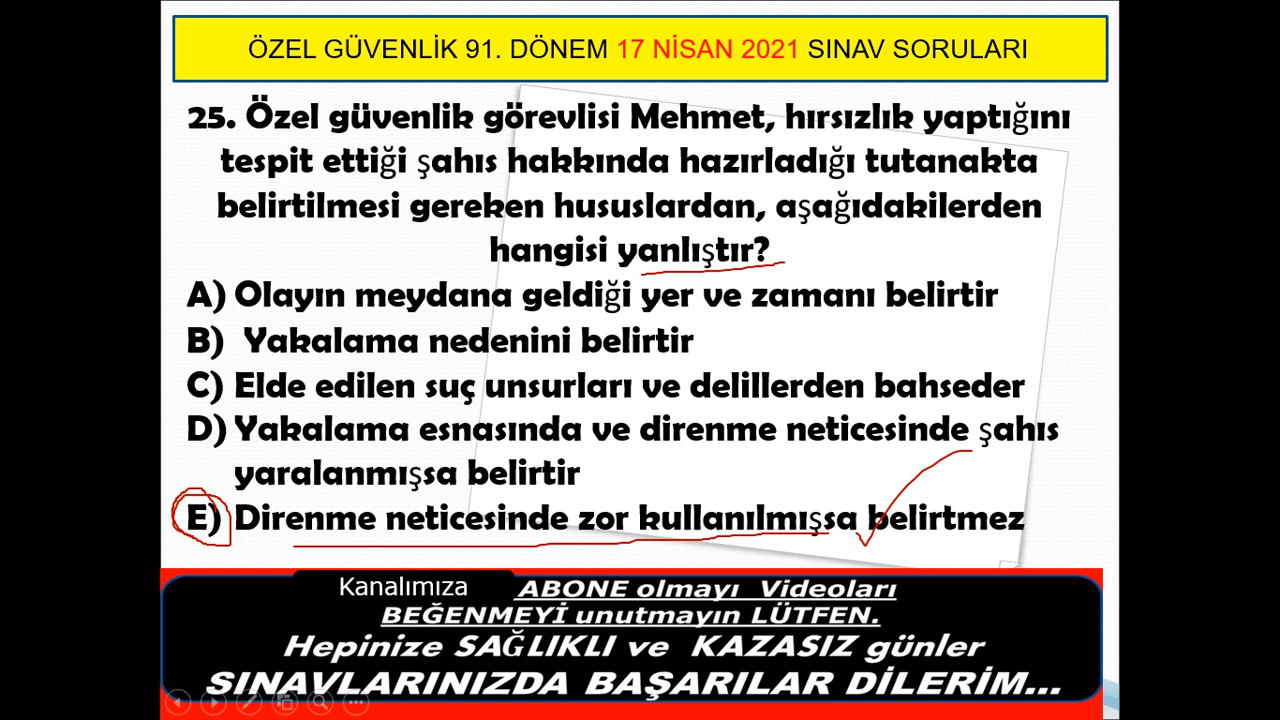 ÖZEL GÜVENLİK 91. DÖNEM 17 NİSAN 2021 SINAV SORULARI
25. Özel güvenlik görevlisi Mehmet, hırsızlık yaptığını
tespit ettiği şahıs hakkında hazırladığı tutanakta
belirtilmesi gereken hususlardan, aşağıdakilerden
hangisi yanlıştır?
A) Olayın meydana geldiği yer ve zamanı belirtir
B) Yakalama nedenini belirtir
C) Elde edilen suç unsurları ve delillerden bahseder
D) Yakalama esnasında ve direnme neticesinde şahıs
yaralanmışsa belirtir
E) Direnme neticesinde zor kullanılmışsa belirtmez
Kanalımıza ABONE olmayı Videoları
BEĞENMEYİ unutmayın LÜTFEN.
Hepinize SAĞLIKLI ve KAZASIZ günler
SINAVLARINIZDA BAŞARILAR DİLERİM...